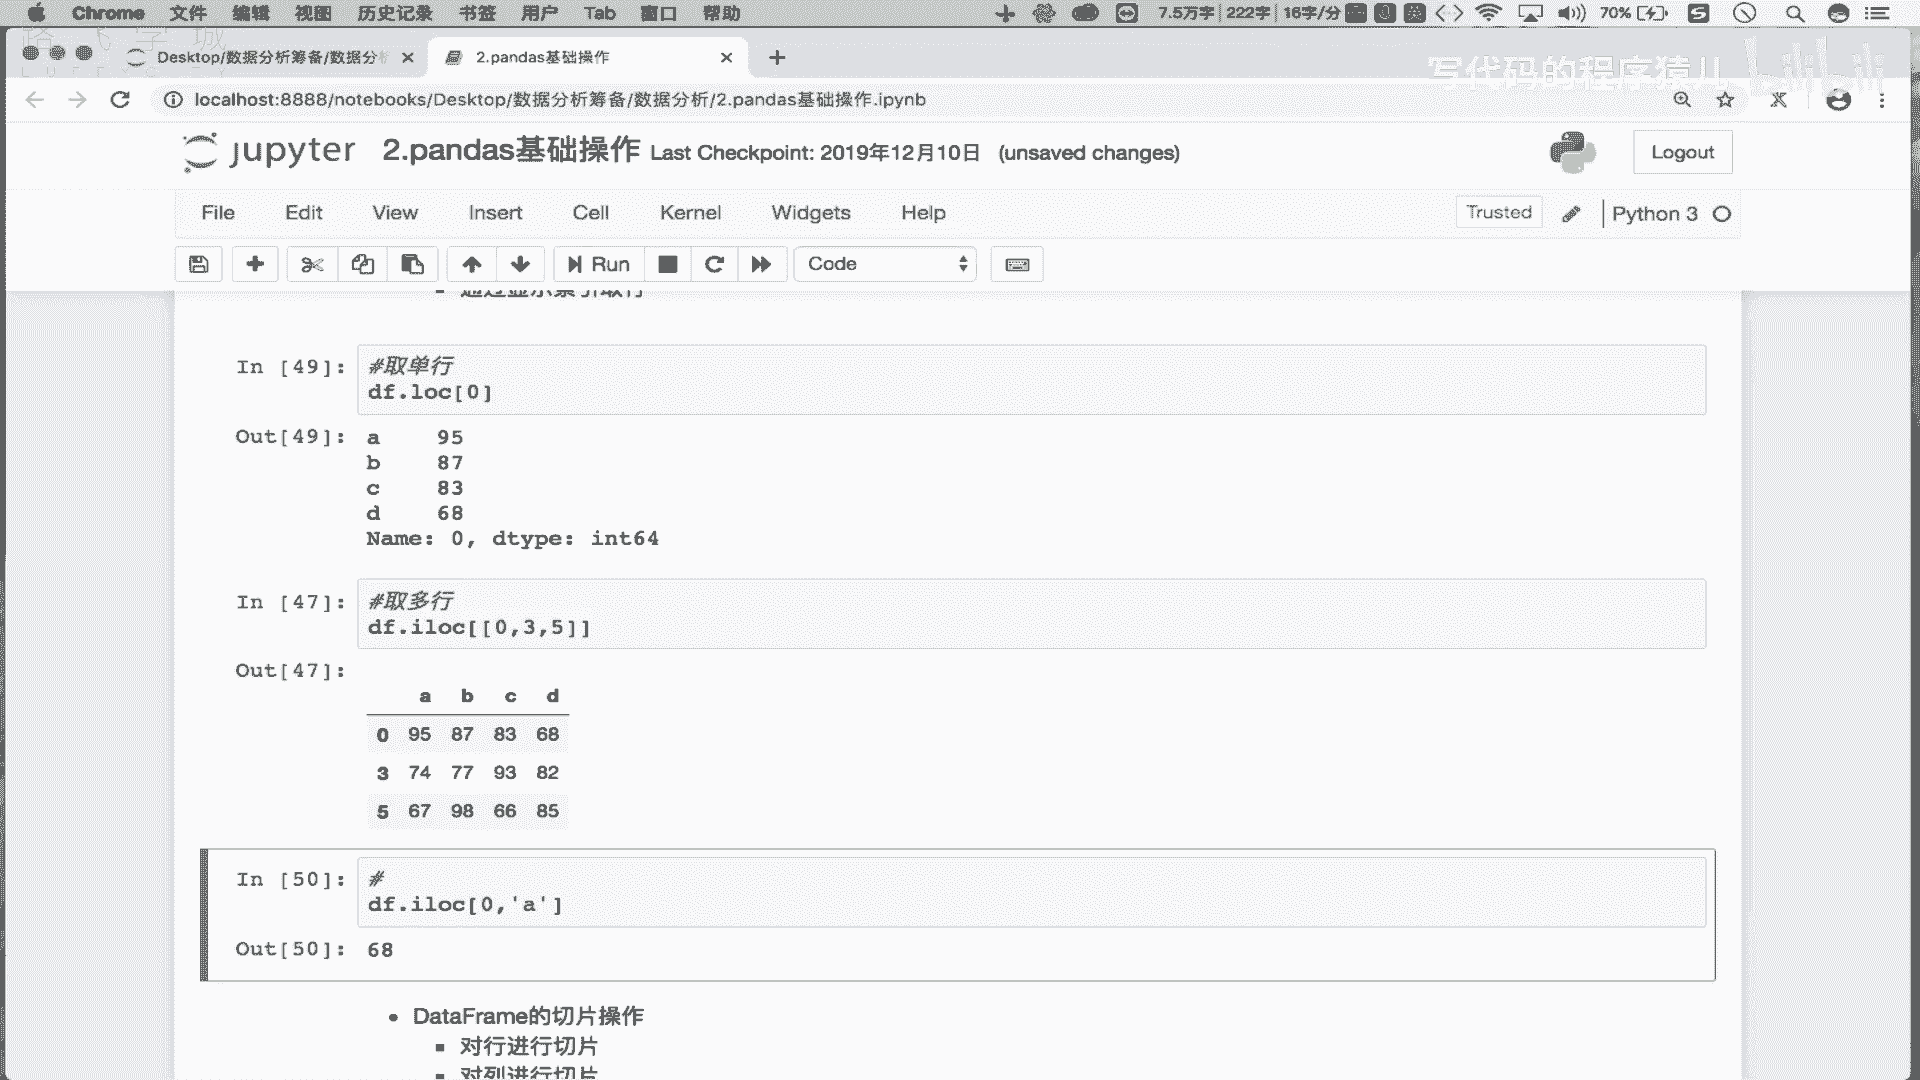 Chrome 文件 编辑 视图 历史记录 书签 用户 Tab 窗口 帮助 7.5万字 222字 16字/分 70%
Desktop/数据分析筹备/数据分析
2.pandas基础操作
写代码的程序猿儿 bilibili
localhost:8888/notebooks/Desktop/数据分析筹备/数据分析/2.pandas基础操作.ipynb
jupyter 2.pandas基础操作 Last Checkpoint: 2019年12月10日 (unsaved changes)
Logout
File Edit View Insert Cell Kernel Widgets Help Trusted Python 3
Run Code
通过显示索引取行
In [49]: #取单行
df.loc[0]
Out[49]: a 95
b 87
c 83
d 68
Name: 0, dtype: int64
In [47]: #取多行
df.iloc[[0,3,5]]
Out[47]:
a b c d
0 95 87 83 68
3 74 77 93 82
5 67 98 66 85
In [50]: #
df.iloc[0,'a']
Out[50]: 68
DataFrame的切片操作
对行进行切片
对列进行切片